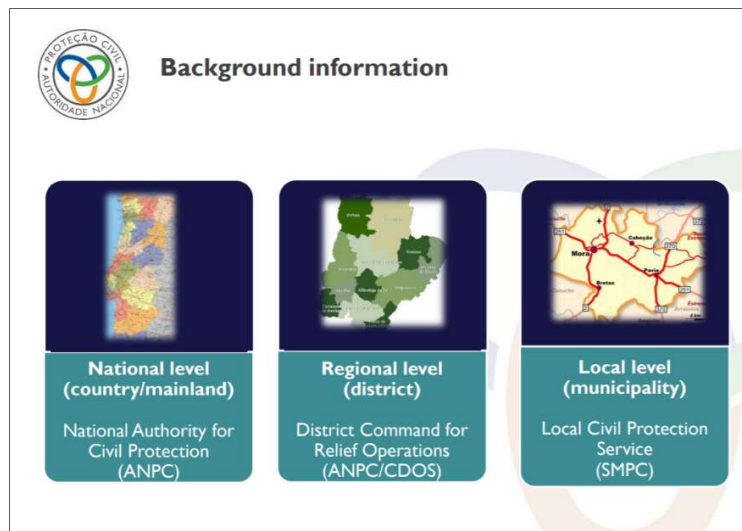 PROTEÇÃO CIVIL
AUTORIDADE NACIONAL
Background information
Mora
Cabeção
Pavia
Brotas
National level
(country/mainland)
National Authority for
Civil Protection
(ANPC)
Regional level
(district)
District Command for
Relief Operations
(ANPC/CDOS)
Local level
(municipality)
Local Civil Protection
Service
(SMPC)